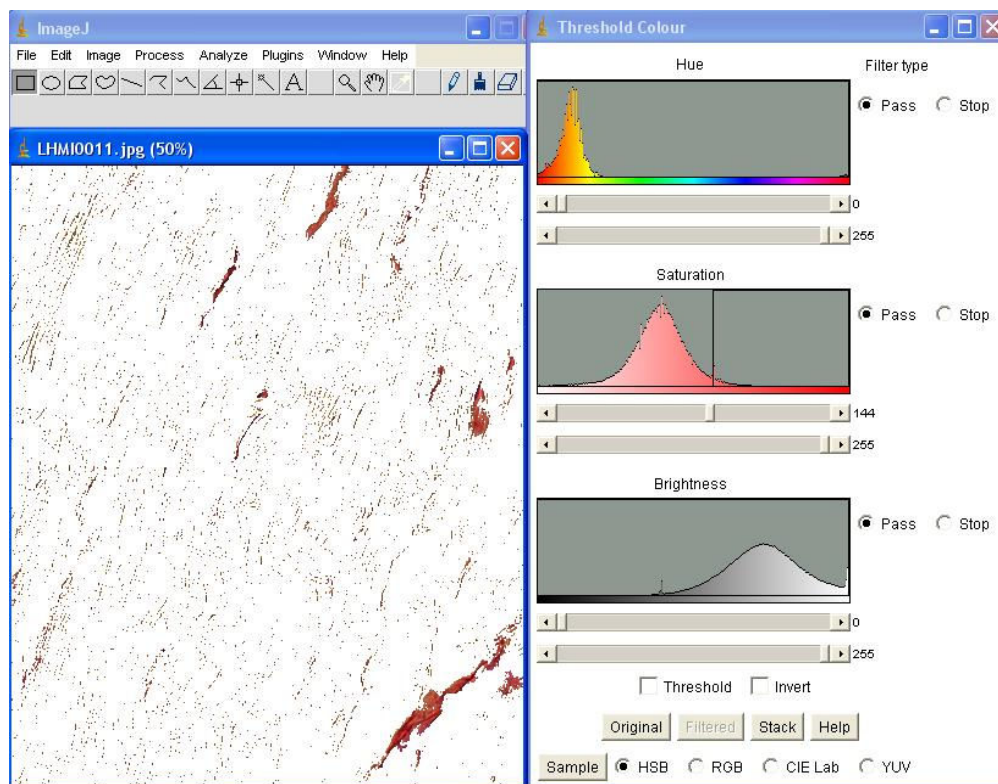 ImageJ
File Edit Image Process Analyze Plugins Window Help
A
LHMI0011.jpg (50%)
Threshold Colour
Hue
Filter type
Pass Stop
0
255
Saturation
Pass Stop
144
255
Brightness
Pass Stop
0
255
Threshold Invert
Original Filtered Stack Help
Sample HSB RGB CIE Lab YUV